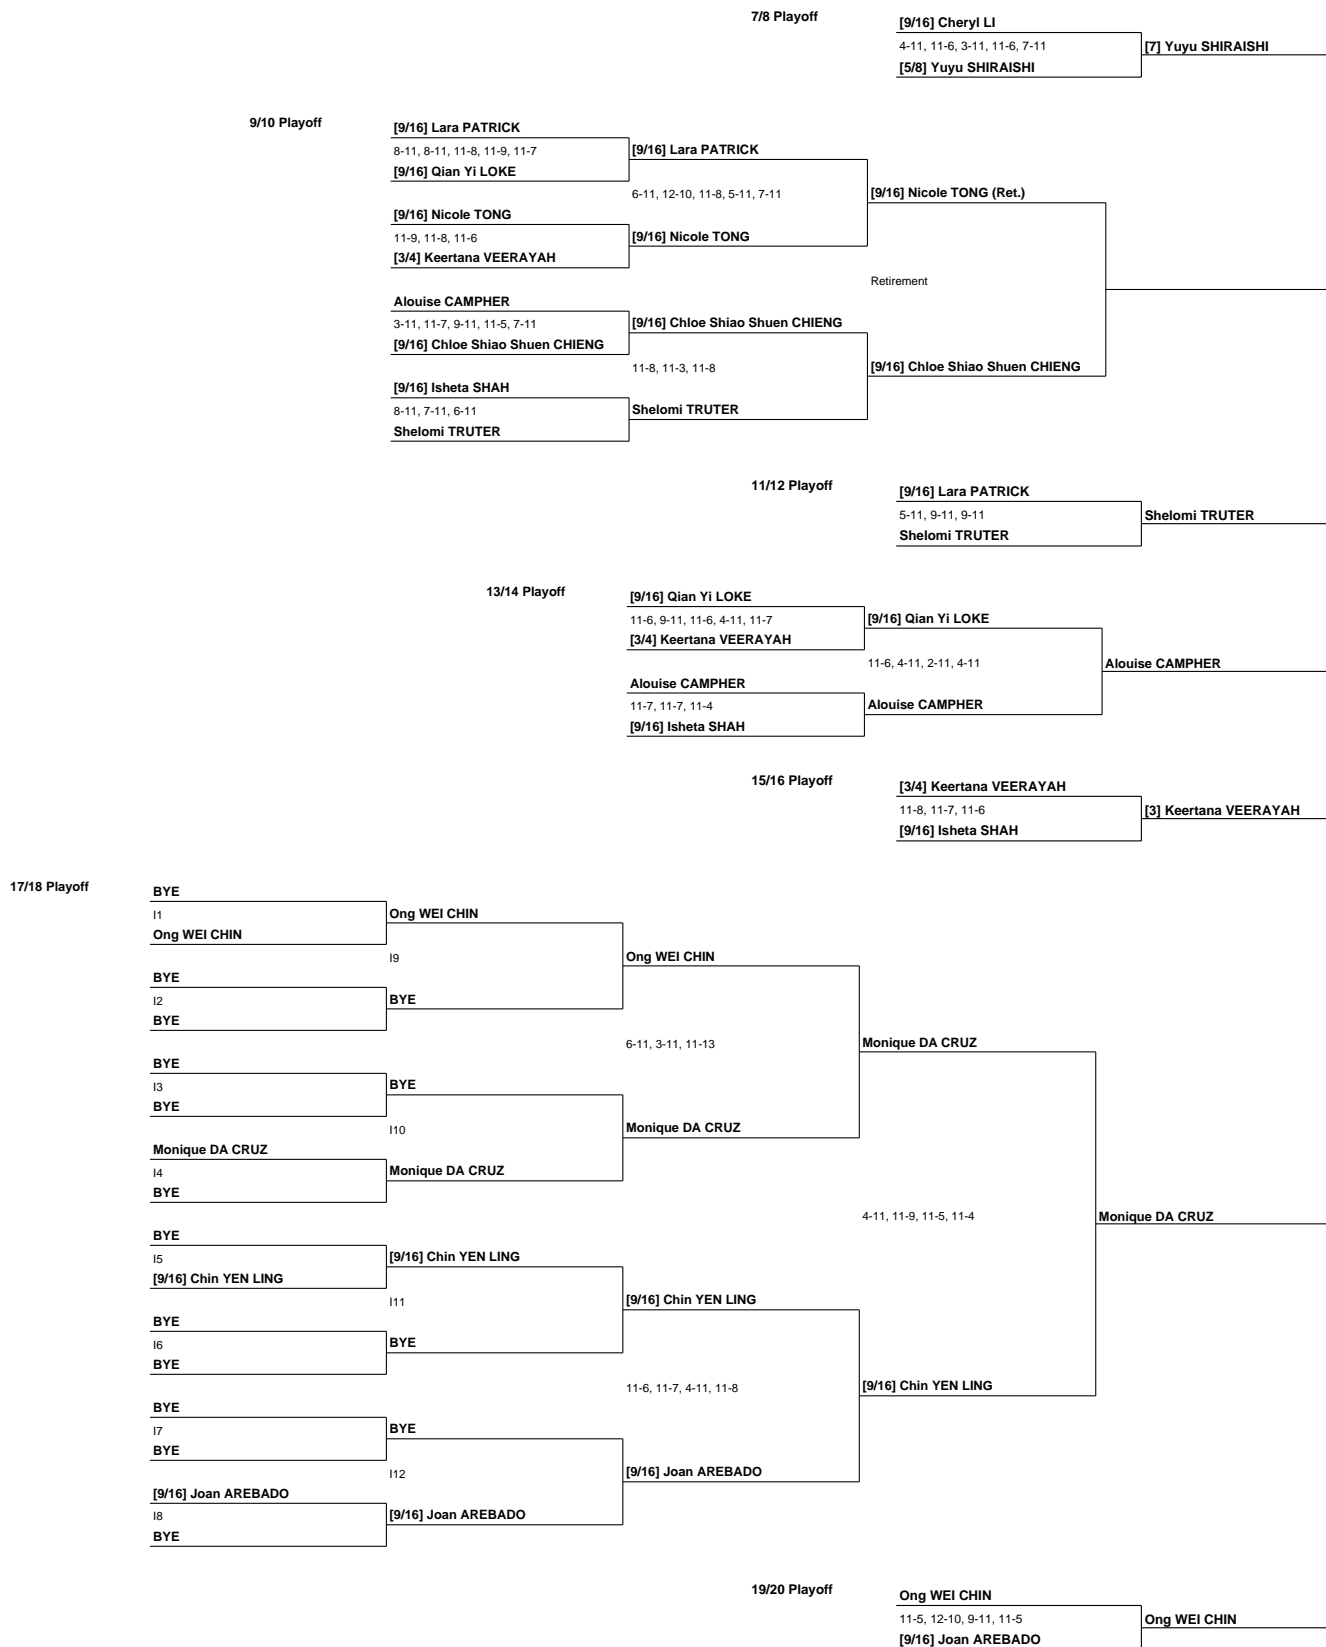 7/8 Playoff
[9/16] Cheryl LI
4-11, 11-6, 3-11, 11-6, 7-11
[7] Yuyu SHIRAISHI
[5/8] Yuyu SHIRAISHI
9/10 Playoff
[9/16] Lara PATRICK
8-11, 8-11, 11-8, 11-9, 11-7
[9/16] Lara PATRICK
[9/16] Qian Yi LOKE
6-11, 12-10, 11-8, 5-11, 7-11
[9/16] Nicole TONG (Ret.)
[9/16] Nicole TONG
11-9, 11-8, 11-6
[9/16] Nicole TONG
[3/4] Keertana VEERAYAH
Retirement
Alouise CAMPHER
3-11, 11-7, 9-11, 11-5, 7-11
[9/16] Chloe Shiao Shuen CHIENG
[9/16] Chloe Shiao Shuen CHIENG
11-8, 11-3, 11-8
[9/16] Chloe Shiao Shuen CHIENG
[9/16] Isheta SHAH
8-11, 7-11, 6-11
Shelomi TRUTER
Shelomi TRUTER
11/12 Playoff
[9/16] Lara PATRICK
5-11, 9-11, 9-11
Shelomi TRUTER
Shelomi TRUTER
13/14 Playoff
[9/16] Qian Yi LOKE
11-6, 9-11, 11-6, 4-11, 11-7
[9/16] Qian Yi LOKE
[3/4] Keertana VEERAYAH
11-6, 4-11, 2-11, 4-11
Alouise CAMPHER
Alouise CAMPHER
11-7, 11-7, 11-4
Alouise CAMPHER
[9/16] Isheta SHAH
15/16 Playoff
[3/4] Keertana VEERAYAH
11-8, 11-7, 11-6
[3] Keertana VEERAYAH
[9/16] Isheta SHAH
17/18 Playoff
BYE
I1
Ong WEI CHIN
Ong WEI CHIN
I9
Ong WEI CHIN
BYE
I2
BYE
BYE
6-11, 3-11, 11-13
Monique DA CRUZ
BYE
I3
BYE
BYE
I10
Monique DA CRUZ
Monique DA CRUZ
I4
Monique DA CRUZ
BYE
4-11, 11-9, 11-5, 11-4
Monique DA CRUZ
BYE
I5
[9/16] Chin YEN LING
[9/16] Chin YEN LING
I11
[9/16] Chin YEN LING
BYE
I6
BYE
BYE
11-6, 11-7, 4-11, 11-8
[9/16] Chin YEN LING
BYE
I7
BYE
BYE
I12
[9/16] Joan AREBADO
[9/16] Joan AREBADO
I8
[9/16] Joan AREBADO
BYE
19/20 Playoff
Ong WEI CHIN
11-5, 12-10, 9-11, 11-5
Ong WEI CHIN
[9/16] Joan AREBADO